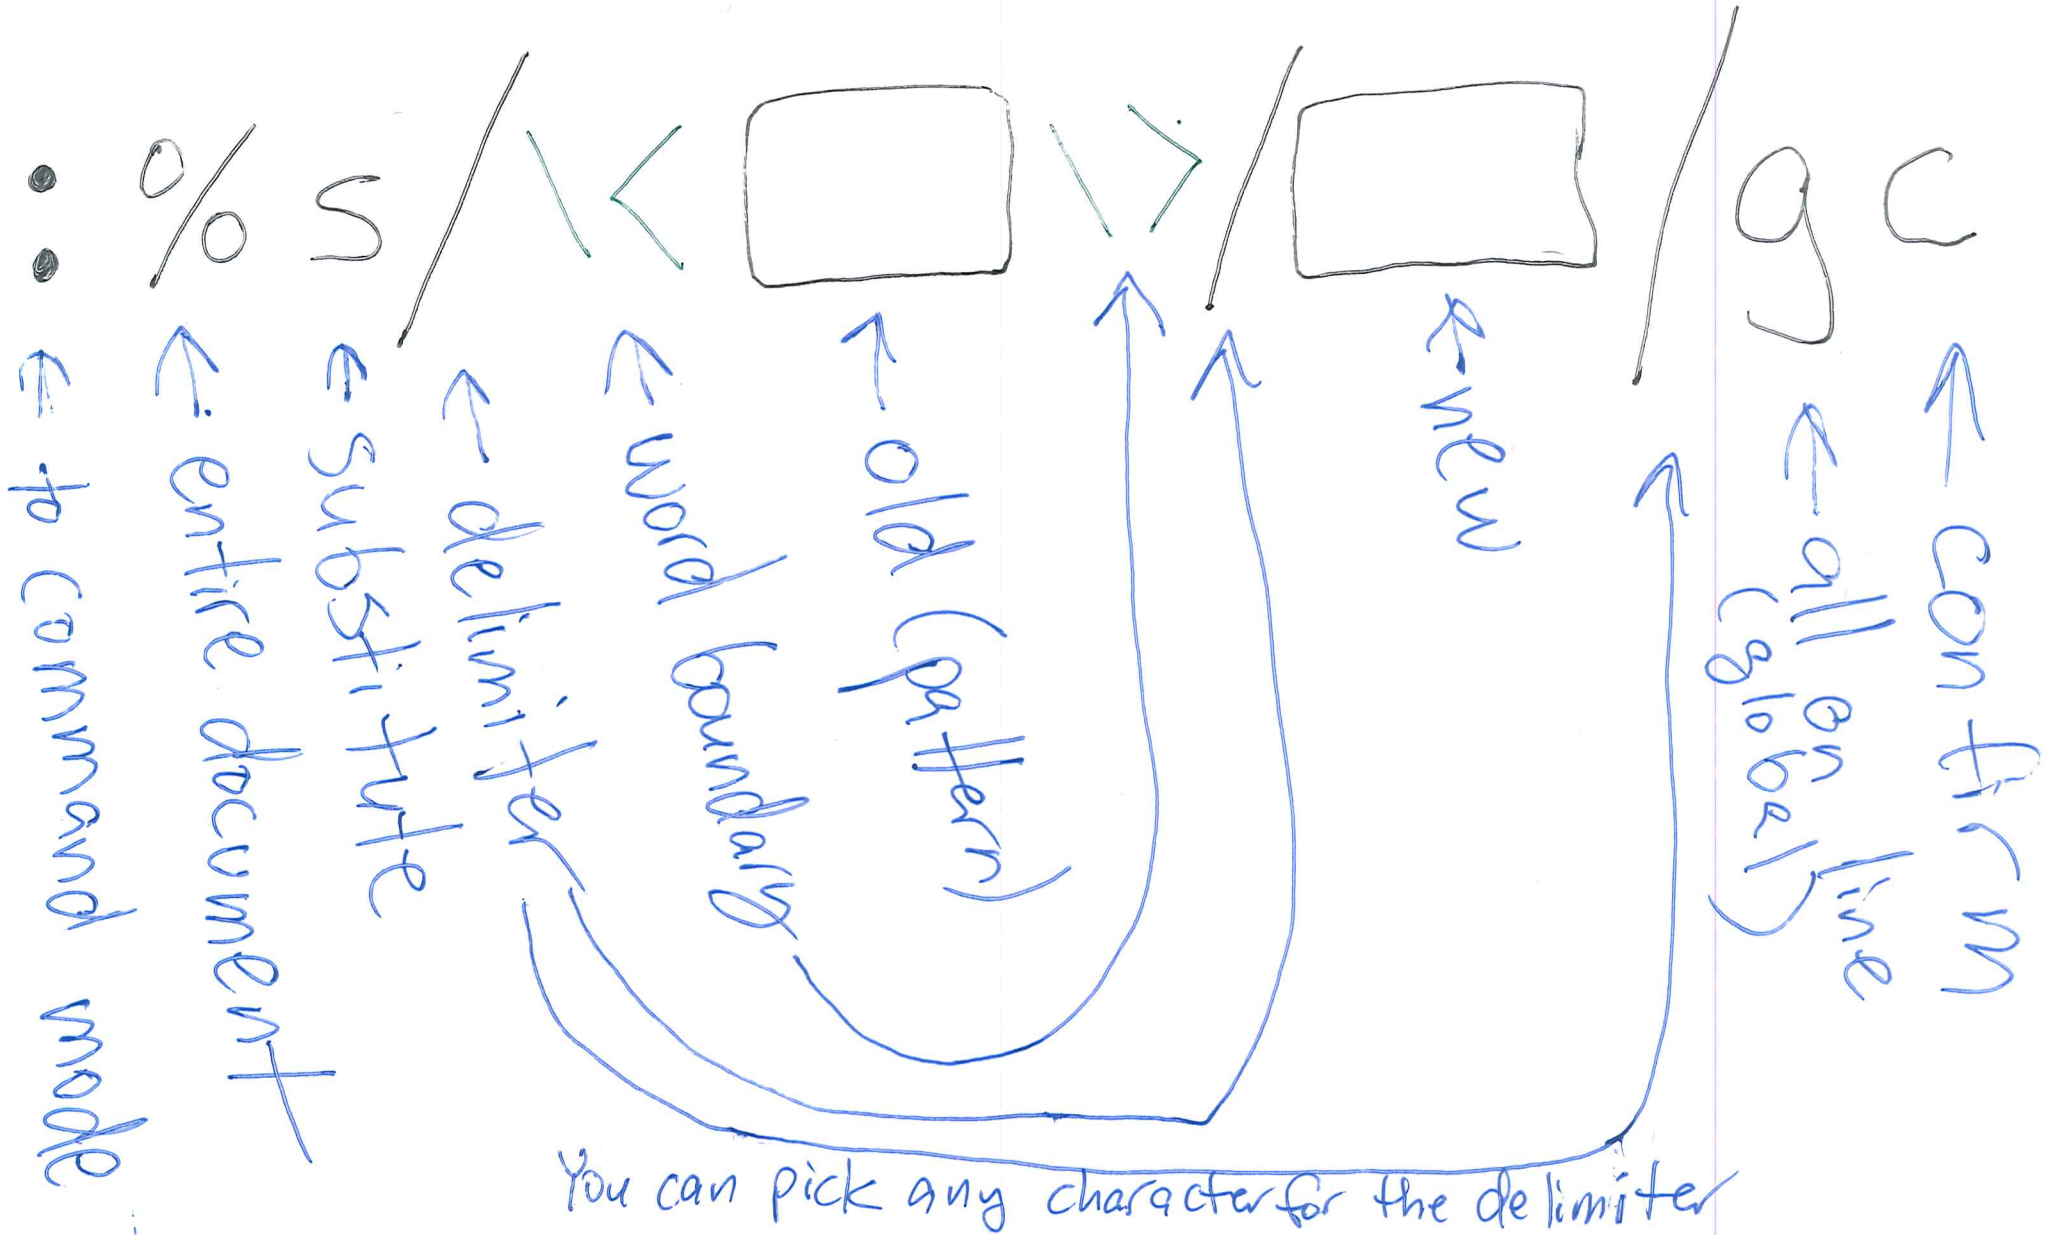 :%s/\< \>/ /gc
← to command mode
← entire document
← substitute
← delimiter
← word boundary
← old (pattern)
← new
← all on line
(global)
← confirm
You can pick any character for the delimiter